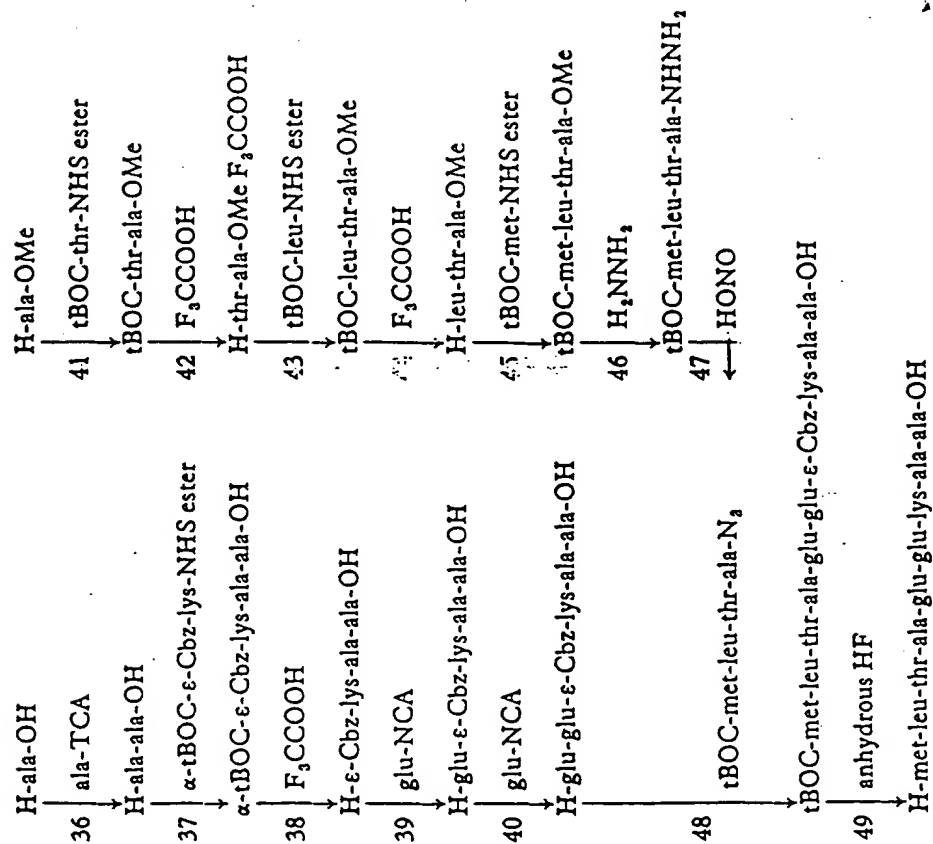 H-ala-OH
36 ala-TCA
H-ala-ala-OH
37 α-tBOC-ε-Cbz-lys-NHS ester
α-tBOC-ε-Cbz-lys-ala-ala-OH
38 F₃CCOOH
H-ε-Cbz-lys-ala-ala-OH
39 glu-NCA
H-glu-ε-Cbz-lys-ala-ala-OH
40 glu-NCA
H-glu-glu-ε-Cbz-lys-ala-ala-OH
48 tBOC-met-leu-thr-ala-N₃
tBOC-met-leu-thr-ala-glu-glu-ε-Cbz-lys-ala-ala-OH
49 anhydrous HF
H-met-leu-thr-ala-glu-glu-lys-ala-ala-OH
H-ala-OMe
41 tBOC-thr-NHS ester
tBOC-thr-ala-OMe
42 F₃CCOOH
H-thr-ala-OMe F₃CCOOH
43 tBOC-leu-NHS ester
tBOC-leu-thr-ala-OMe
F₃CCOOH
H-leu-thr-ala-OMe
45 tBOC-met-NHS ester
tBOC-met-leu-thr-ala-OMe
46 H₂NNH₂
tBOC-met-leu-thr-ala-NHNH₂
47 HONO